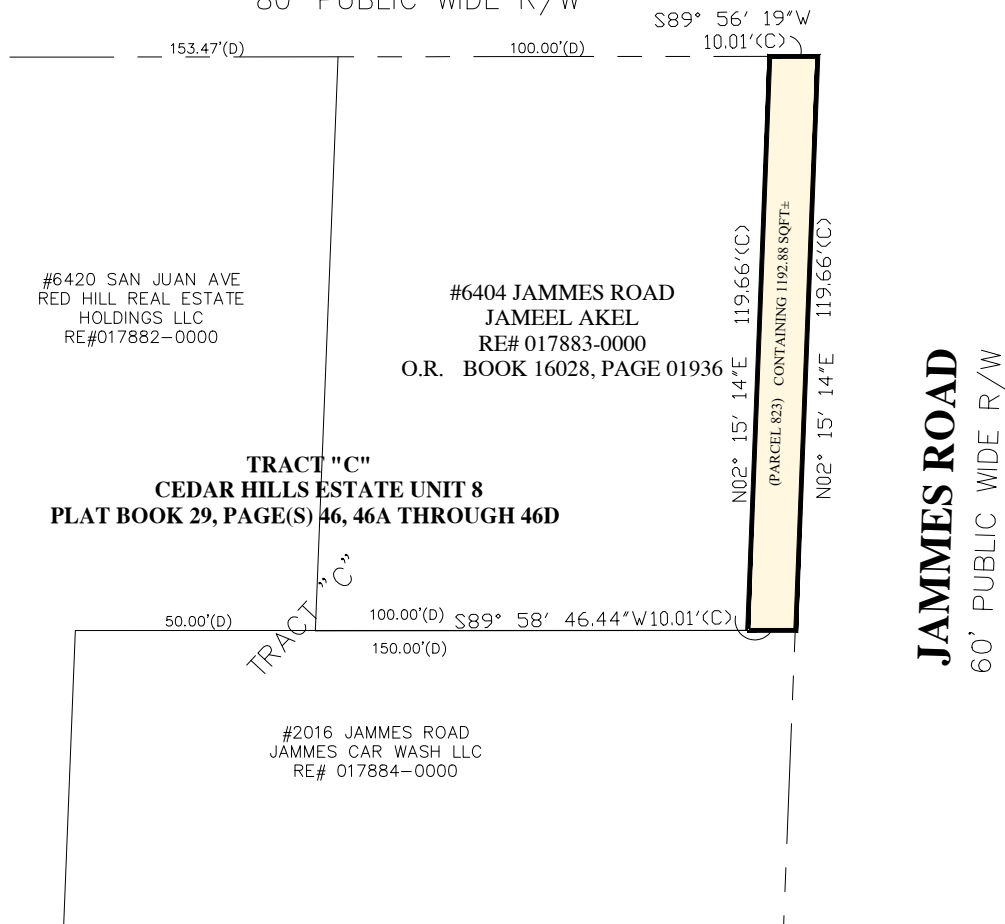 80' PUBLIC WIDE R/W
S89° 56' 19"W
10.01'(C)
153.47'(D)
100.00'(D)
#6420 SAN JUAN AVE
RED HILL REAL ESTATE
HOLDINGS LLC
RE#017882-0000
#6404 JAMMES ROAD
JAMEEL AKEL
RE# 017883-0000
O.R. BOOK 16028, PAGE 01936
N02° 15' 14"E 119.66'(C)
(PARCEL 823) CONTAINING 1192.88 SQFT±
N02° 15' 14"E 119.66'(C)
JAMMES ROAD
60' PUBLIC WIDE R/W
TRACT "C"
CEDAR HILLS ESTATE UNIT 8
PLAT BOOK 29, PAGE(S) 46, 46A THROUGH 46D
TRACT "C"
50.00'(D)
100.00'(D)
S89° 58' 46.44"W 10.01'(C)
150.00'(D)
#2016 JAMMES ROAD
JAMMES CAR WASH LLC
RE# 017884-0000